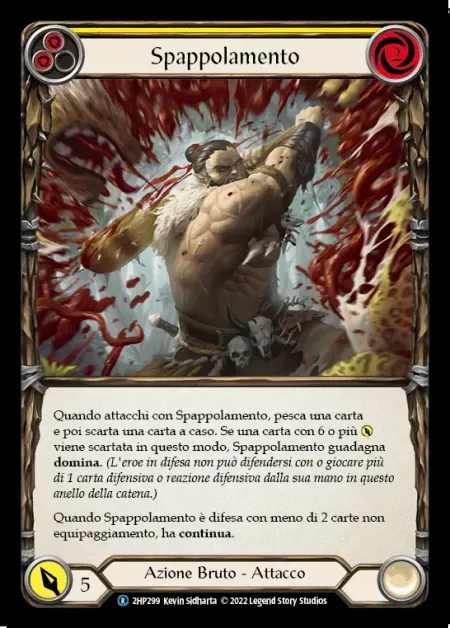 2
Spappolamento
Quando attacchi con Spappolamento, pesca una carta
e poi scarta una carta a caso. Se una carta con 6 o più
viene scartata in questo modo, Spappolamento guadagna
domina. (L'eroe in difesa non può difendersi con o giocare più
di 1 carta difensiva o reazione difensiva dalla sua mano in questo
anello della catena.)
Quando Spappolamento è difesa con meno di 2 carte non
equipaggiamento, ha continua.
5
Azione Bruto - Attacco
R 2HP299 Kevin Sidharta © 2022 Legend Story Studios